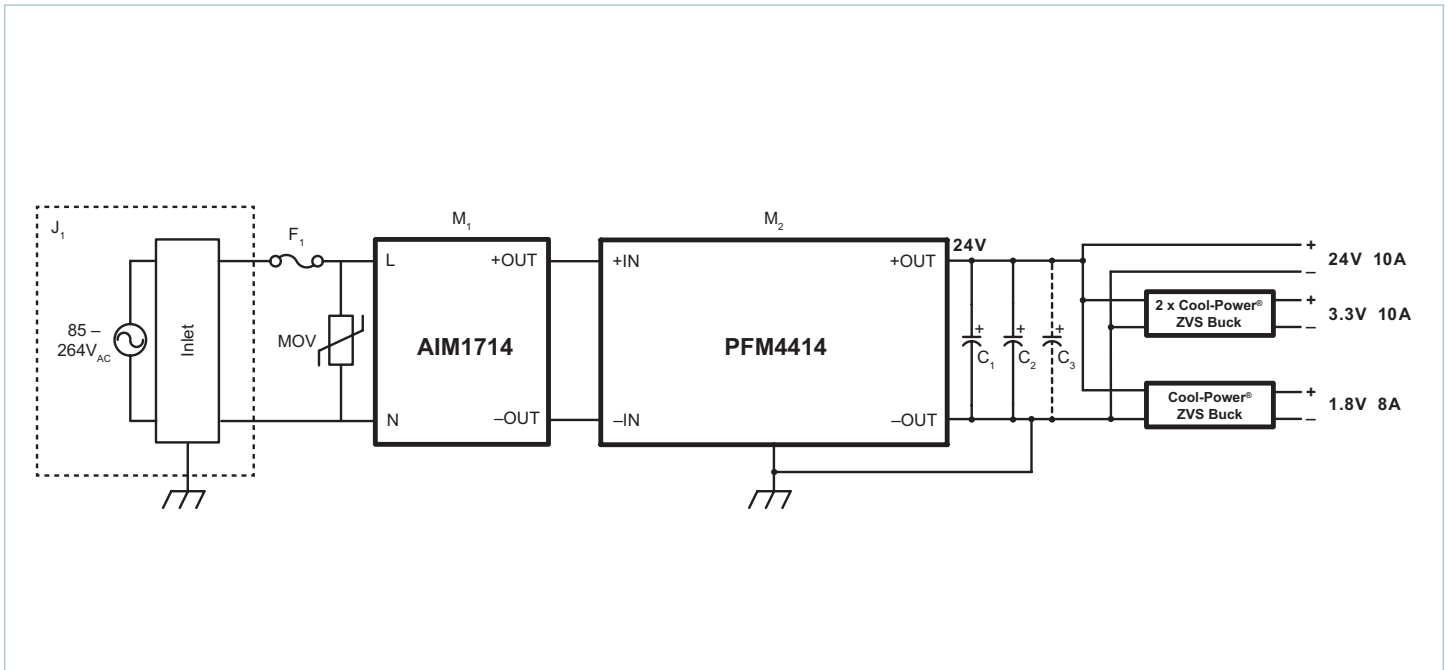 J1
85 –
264VAC
Inlet
F1
MOV
M1
L
N
+OUT
–OUT
AIM1714
M2
+IN
–IN
+OUT
–OUT
PFM4414
24V
+
C1
+
C2
+
C3
+
24V 10A
–
2 x Cool-Power®
ZVS Buck
+
3.3V 10A
–
Cool-Power®
ZVS Buck
+
1.8V 8A
–